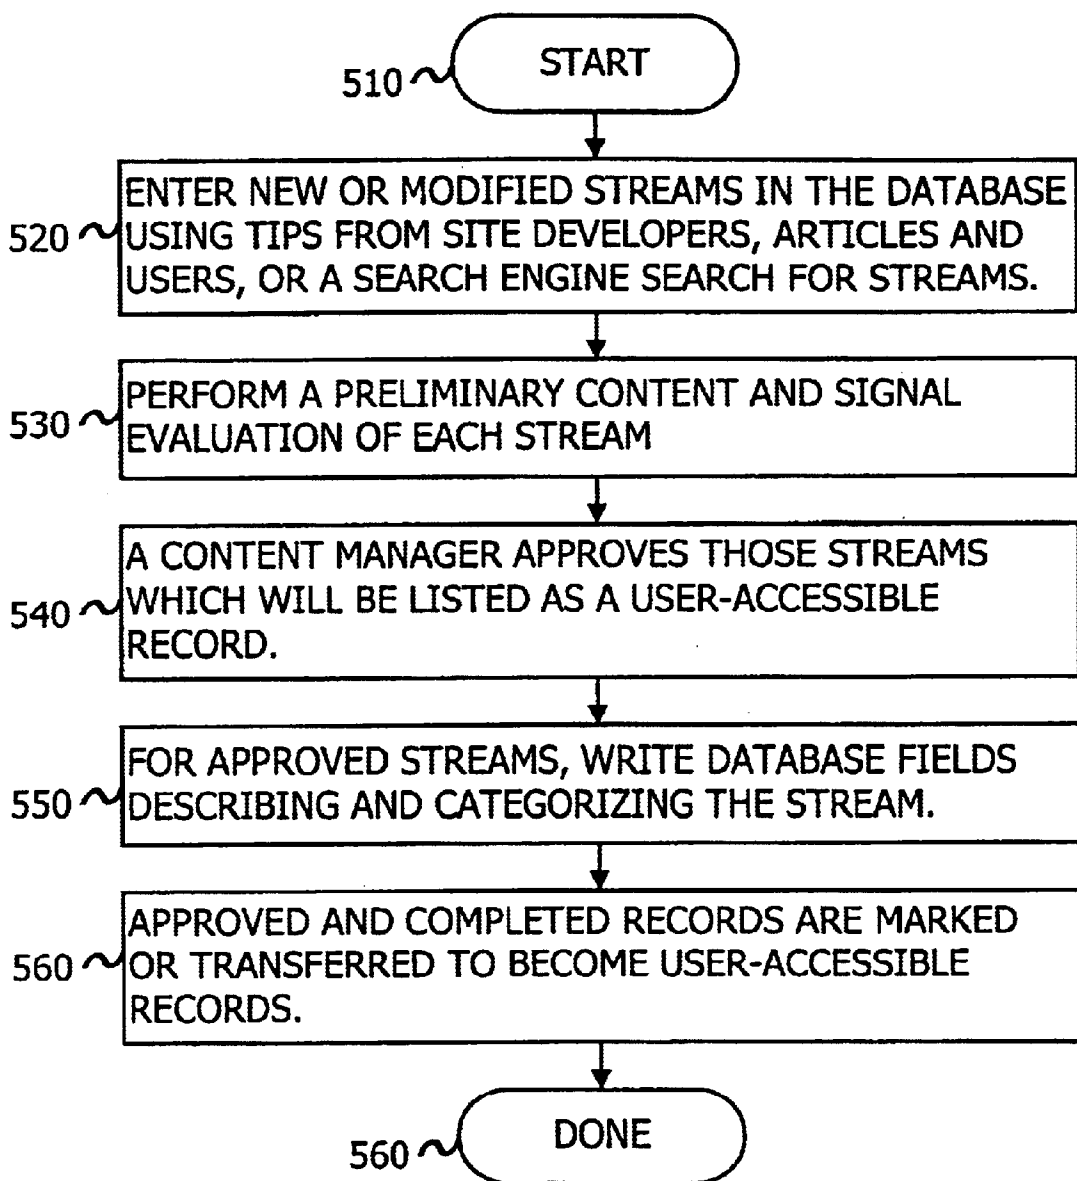 START
510
ENTER NEW OR MODIFIED STREAMS IN THE DATABASE
520
USING TIPS FROM SITE DEVELOPERS, ARTICLES AND
USERS, OR A SEARCH ENGINE SEARCH FOR STREAMS.
PERFORM A PRELIMINARY CONTENT AND SIGNAL
530
EVALUATION OF EACH STREAM
A CONTENT MANAGER APPROVES THOSE STREAMS
540
WHICH WILL BE LISTED AS A USER-ACCESSIBLE
RECORD.
FOR APPROVED STREAMS, WRITE DATABASE FIELDS
550
DESCRIBING AND CATEGORIZING THE STREAM.
APPROVED AND COMPLETED RECORDS ARE MARKED
560
OR TRANSFERRED TO BECOME USER-ACCESSIBLE
RECORDS.
DONE
560